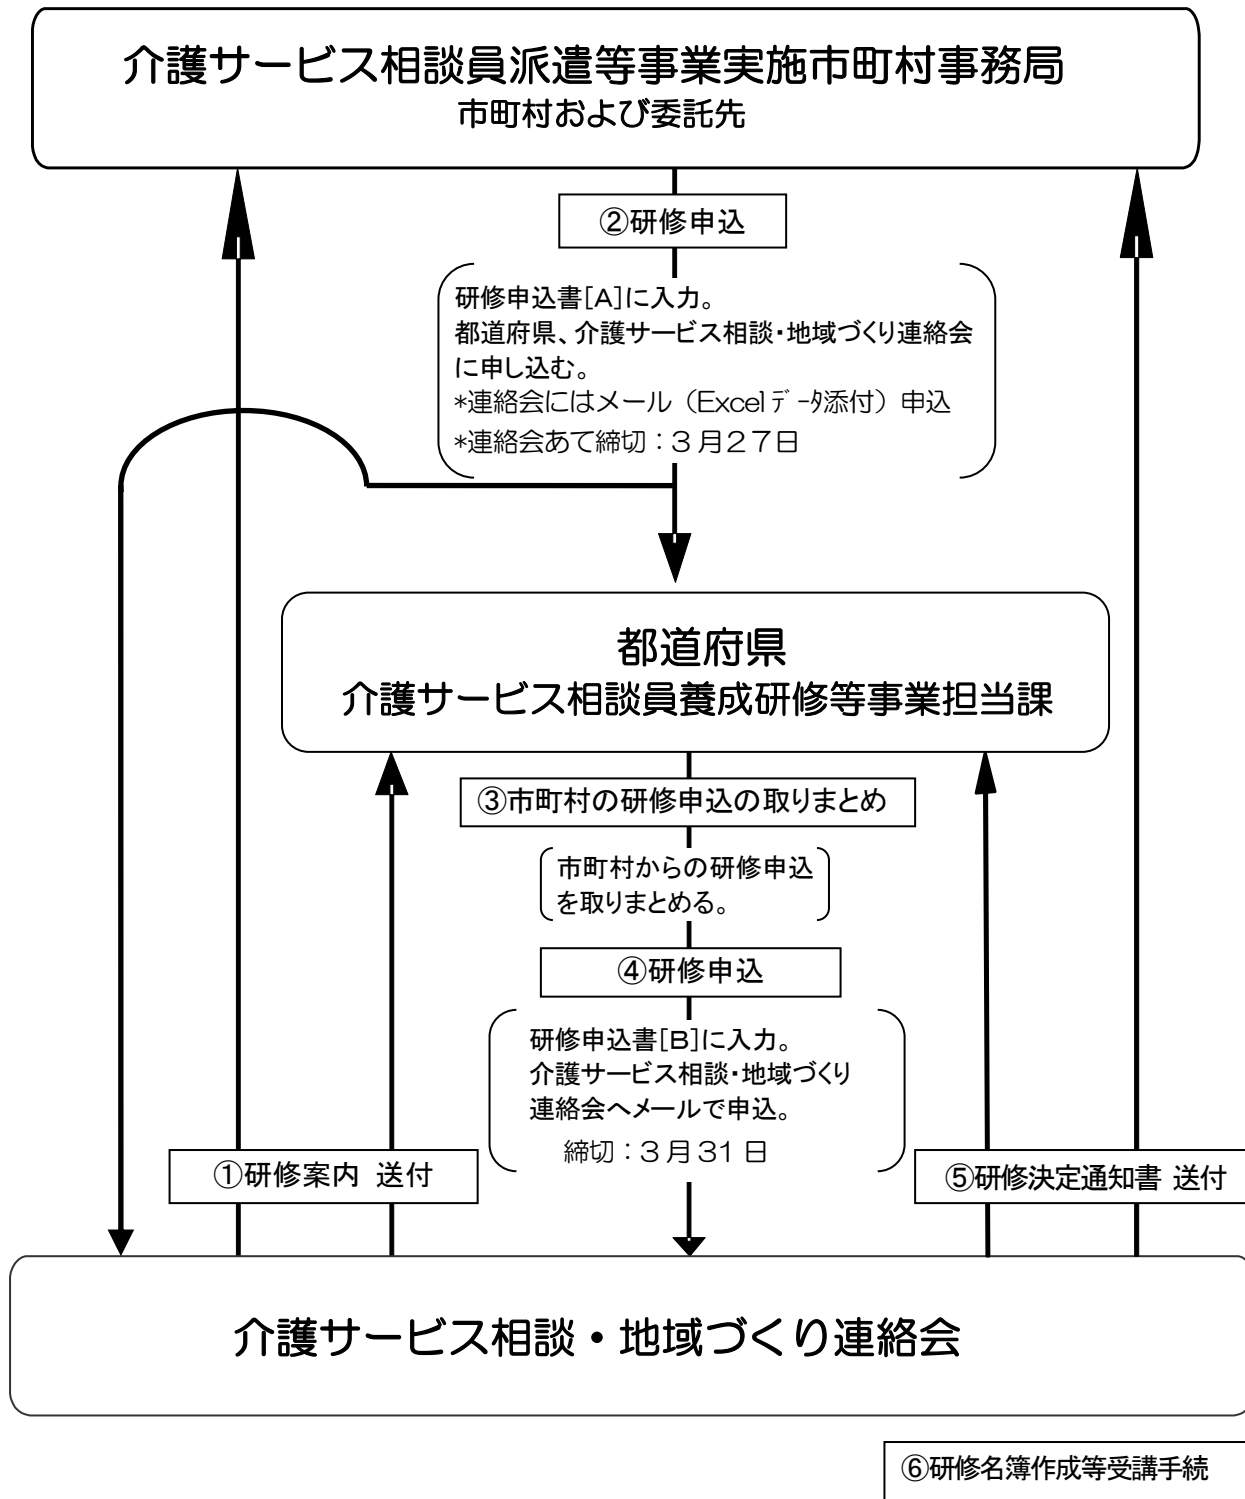 介護サービス相談員派遣等事業実施市町村事務局
市町村および委託先
②研修申込
研修申込書[A]に入力。
都道府県、介護サービス相談・地域づくり連絡会
に申し込む。
*連絡会にはメール（Excelﾃﾞｰﾀ添付）申込
*連絡会あて締切：３月２７日
都道府県
介護サービス相談員養成研修等事業担当課
③市町村の研修申込の取りまとめ
市町村からの研修申込
を取りまとめる。
④研修申込
研修申込書[B]に入力。
介護サービス相談・地域づくり
連絡会へメールで申込。
締切：３月31日
①研修案内 送付
⑤研修決定通知書 送付
介護サービス相談・地域づくり連絡会
⑥研修名簿作成等受講手続